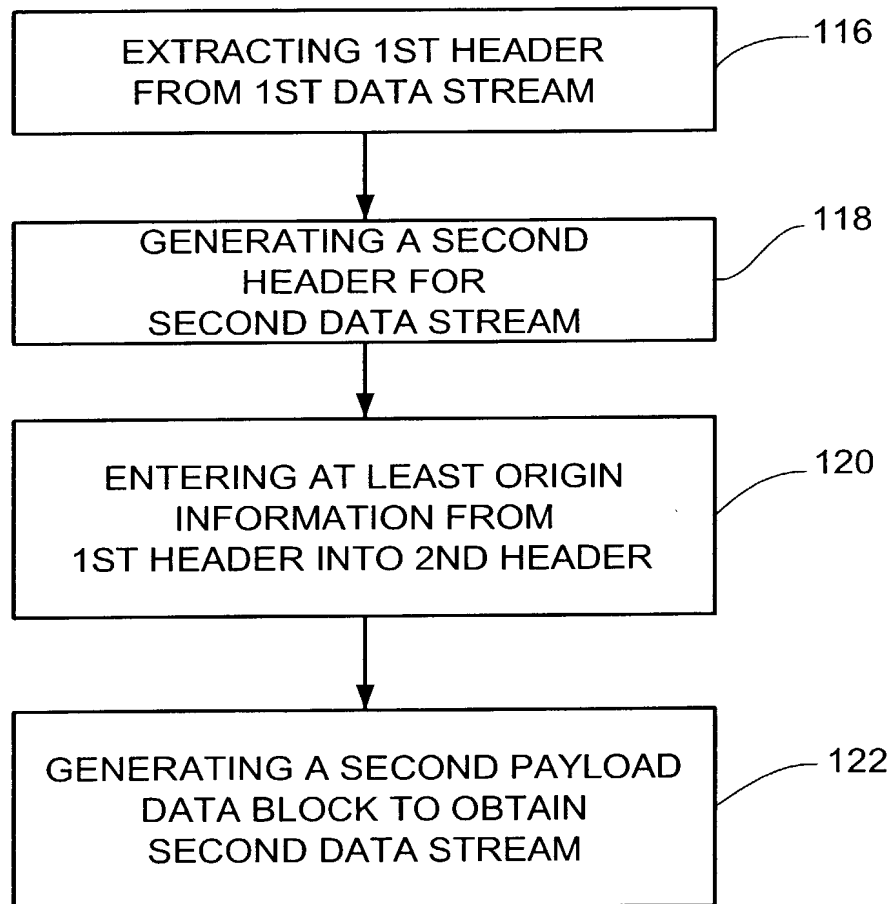 EXTRACTING 1ST HEADER
FROM 1ST DATA STREAM
116
GENERATING A SECOND
HEADER FOR
SECOND DATA STREAM
118
ENTERING AT LEAST ORIGIN
INFORMATION FROM
1ST HEADER INTO 2ND HEADER
120
GENERATING A SECOND PAYLOAD
DATA BLOCK TO OBTAIN
SECOND DATA STREAM
122